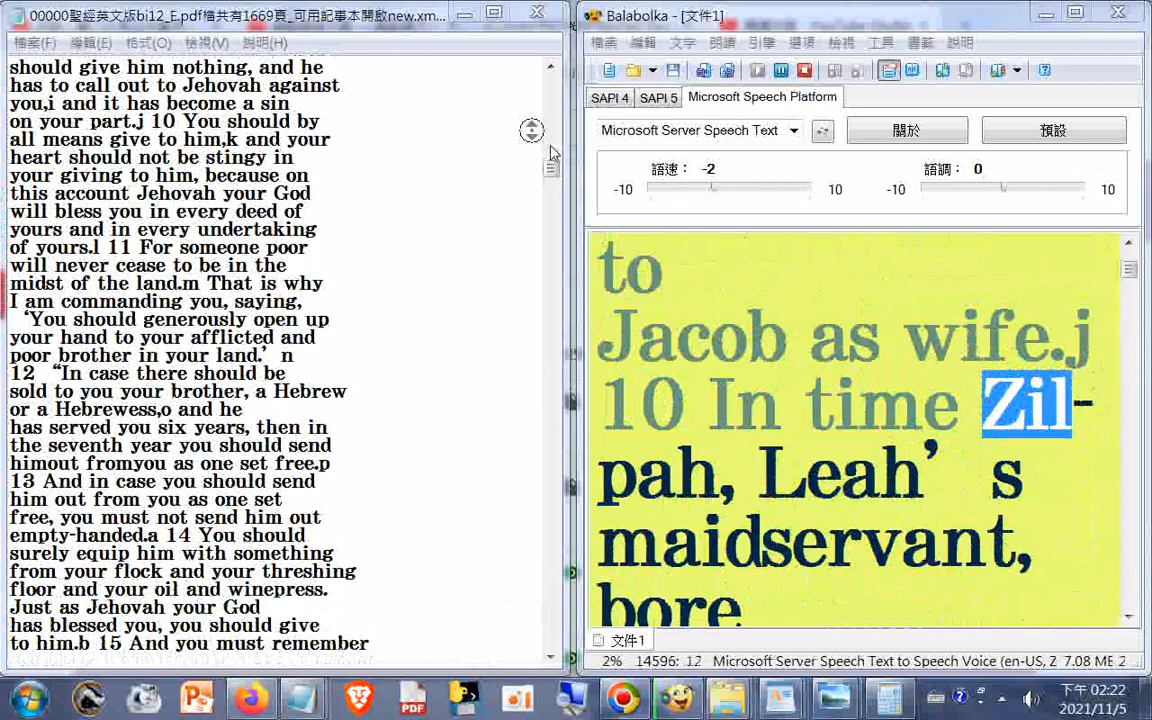 00000聖經英文版bi12_E.pdf檔共有1669頁_可用記事本開啟new.xm...
檔案(F) 編輯(E) 格式(O) 檢視(V) 說明(H)
should give him nothing, and he
has to call out to Jehovah against
you,i and it has become a sin
on your part.j 10 You should by
all means give to him,k and your
heart should not be stingy in
your giving to him, because on
this account Jehovah your God
will bless you in every deed of
yours and in every undertaking
of yours.l 11 For someone poor
will never cease to be in the
midst of the land.m That is why
I am commanding you, saying,
‘You should generously open up
your hand to your afflicted and
poor brother in your land.’ n
12 “In case there should be
sold to you your brother, a Hebrew
or a Hebrewess,o and he
has served you six years, then in
the seventh year you should send
himout fromyou as one set free.p
13 And in case you should send
him out from you as one set
free, you must not send him out
empty-handed.a 14 You should
surely equip him with something
from your flock and your threshing
floor and your oil and winepress.
Just as Jehovah your God
has blessed you, you should give
to him.b 15 And you must remember
Balabolka - [文件1]
檔案 編輯 文字 朗讀 引擎 選項 檢視 工具 書籤 說明
SAPI 4 SAPI 5 Microsoft Speech Platform
Microsoft Server Speech Text 關於 預設
語速： -2 語調： 0
-10 10 -10 10
to
Jacob as wife.j
10 In time Zil-
pah, Leah’s
maidservant,
bore
文件1
2% 14596: 12 Microsoft Server Speech Text to Speech Voice (en-US, Z 7.08 MB
PDF
下午 02:22
2021/11/5